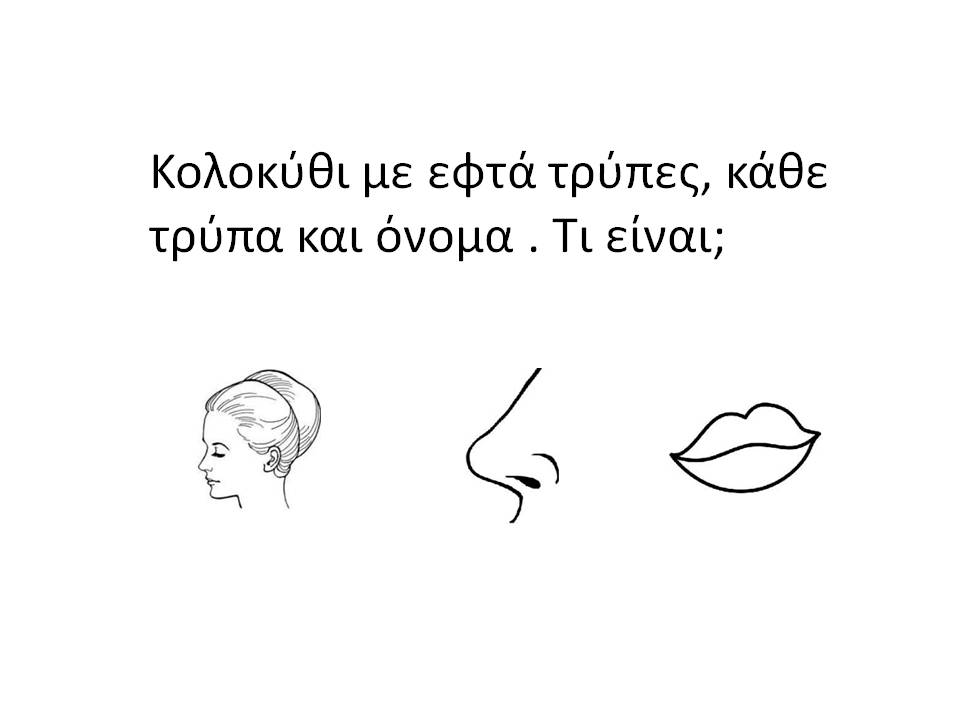 Κολοκύθι με εφτά τρύπες, κάθε
τρύπα και όνομα . Τι είναι;